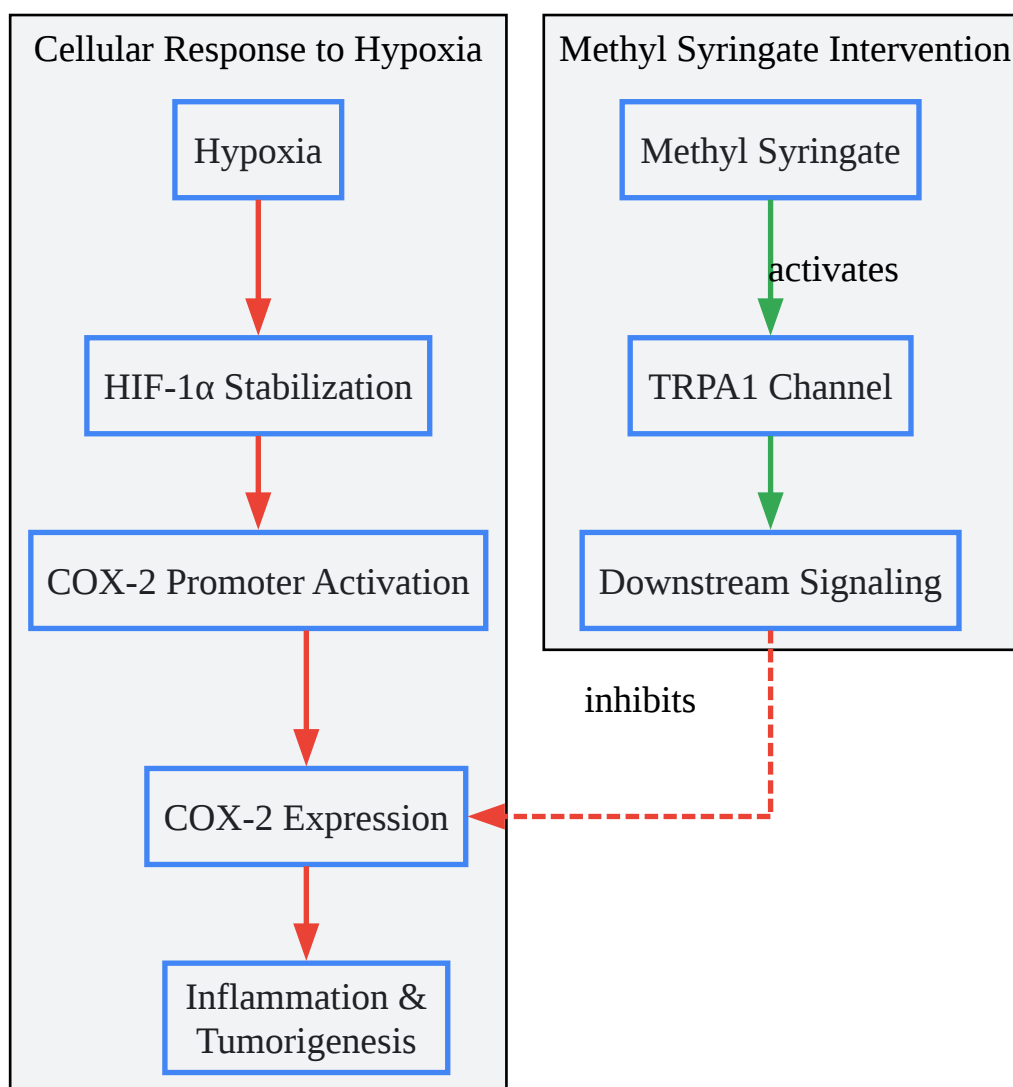 Cellular Response to Hypoxia
Hypoxia
HIF-1α Stabilization
COX-2 Promoter Activation
COX-2 Expression
Inflammation &
Tumorigenesis
Methyl Syringate Intervention
Methyl Syringate
activates
TRPA1 Channel
Downstream Signaling
inhibits